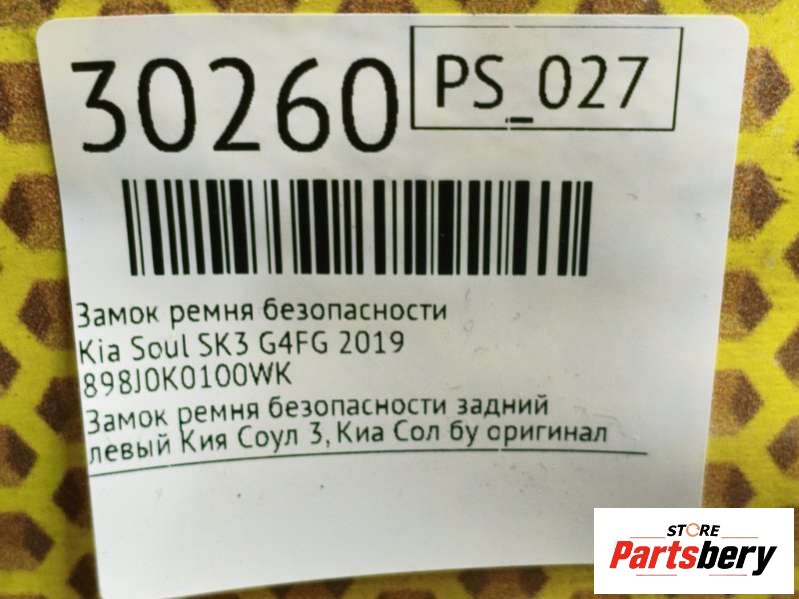 30260
PS_027
Замок ремня безопасности
Kia Soul SK3 G4FG 2019
898J0K0100WK
Замок ремня безопасности задний
левый Кия Соул 3, Киа Сол бу оригинал
STORE
Partsbery